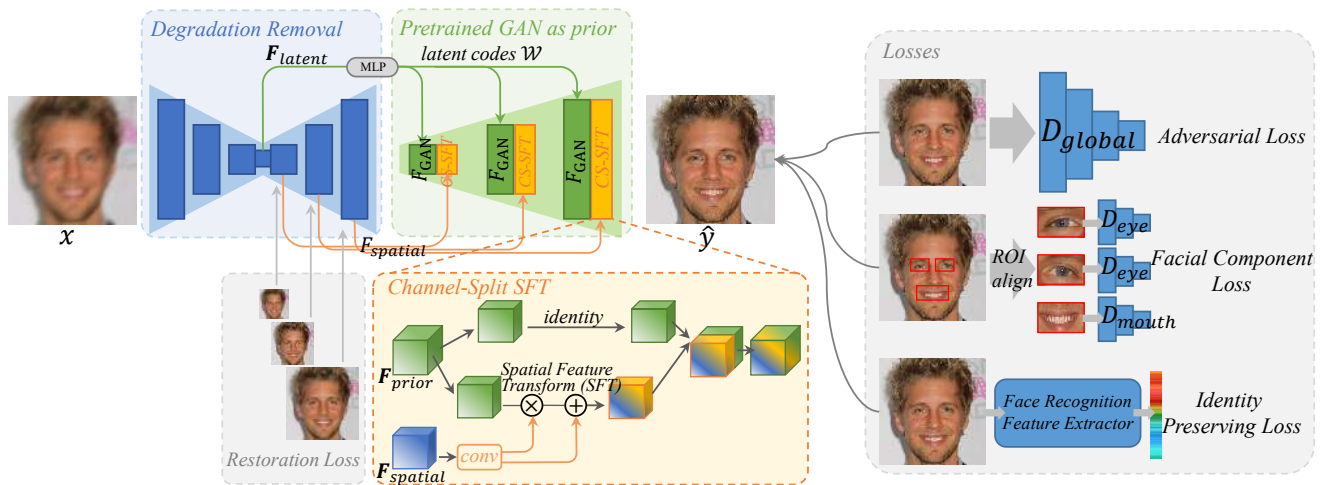 Degradation Removal
F_latent
MLP
Pretrained GAN as prior
latent codes 𝒲
F_GAN
CS-SFT
F_GAN
CS-SFT
F_GAN
CS-SFT
x
F_spatial
ŷ
Restoration Loss
Channel-Split SFT
identity
F_prior
Spatial Feature
Transform (SFT)
F_spatial
conv
Losses
D_global
Adversarial Loss
ROI
align
D_eye
D_eye
D_mouth
Facial Component
Loss
Face Recognition
Feature Extractor
Identity
Preserving Loss